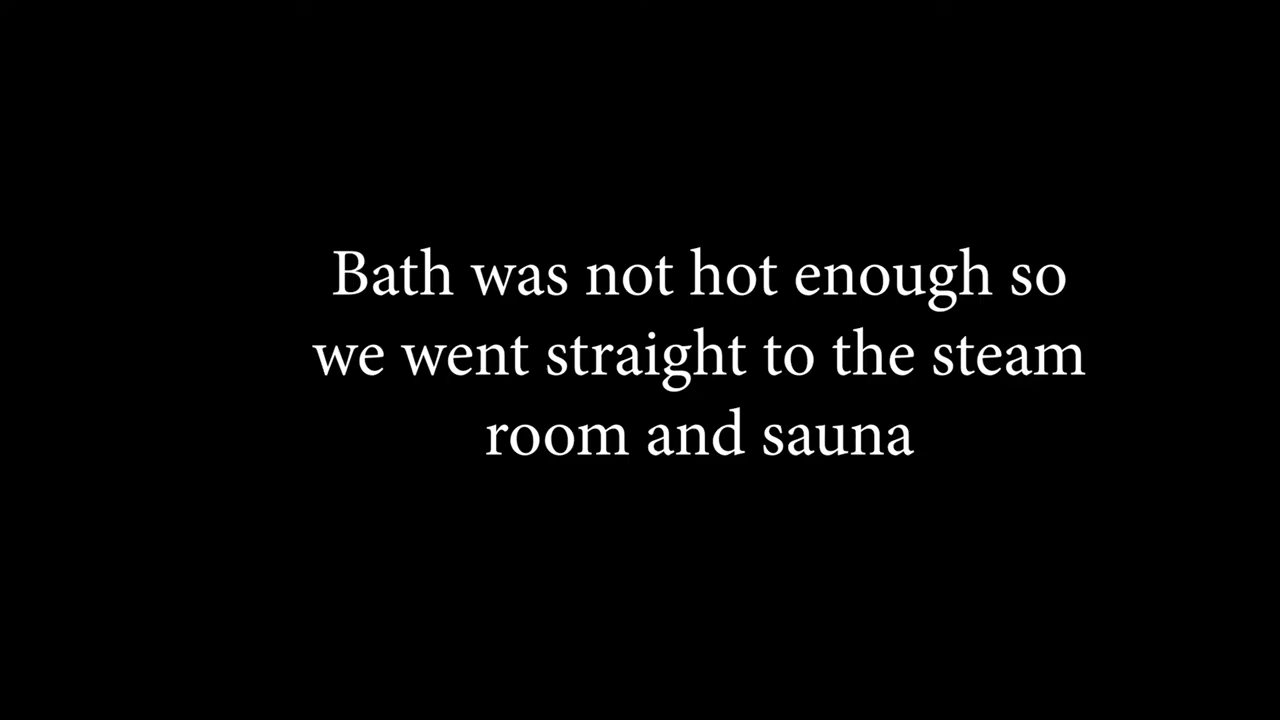 Bath was not hot enough so
we went straight to the steam
room and sauna